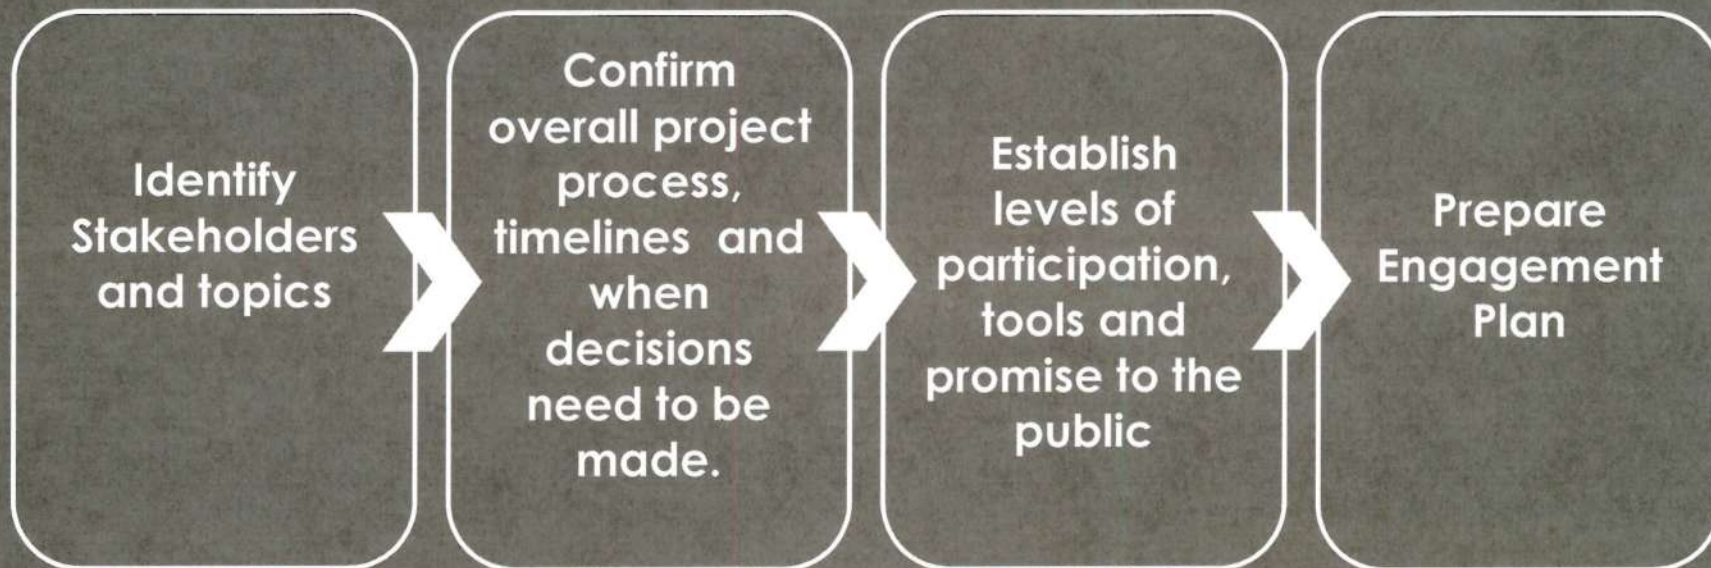 Identify
Stakeholders
and topics
Confirm
overall project
process,
timelines  and
when
decisions
need to be
made.
Establish
levels of
participation,
tools and
promise to the
public
Prepare
Engagement
Plan